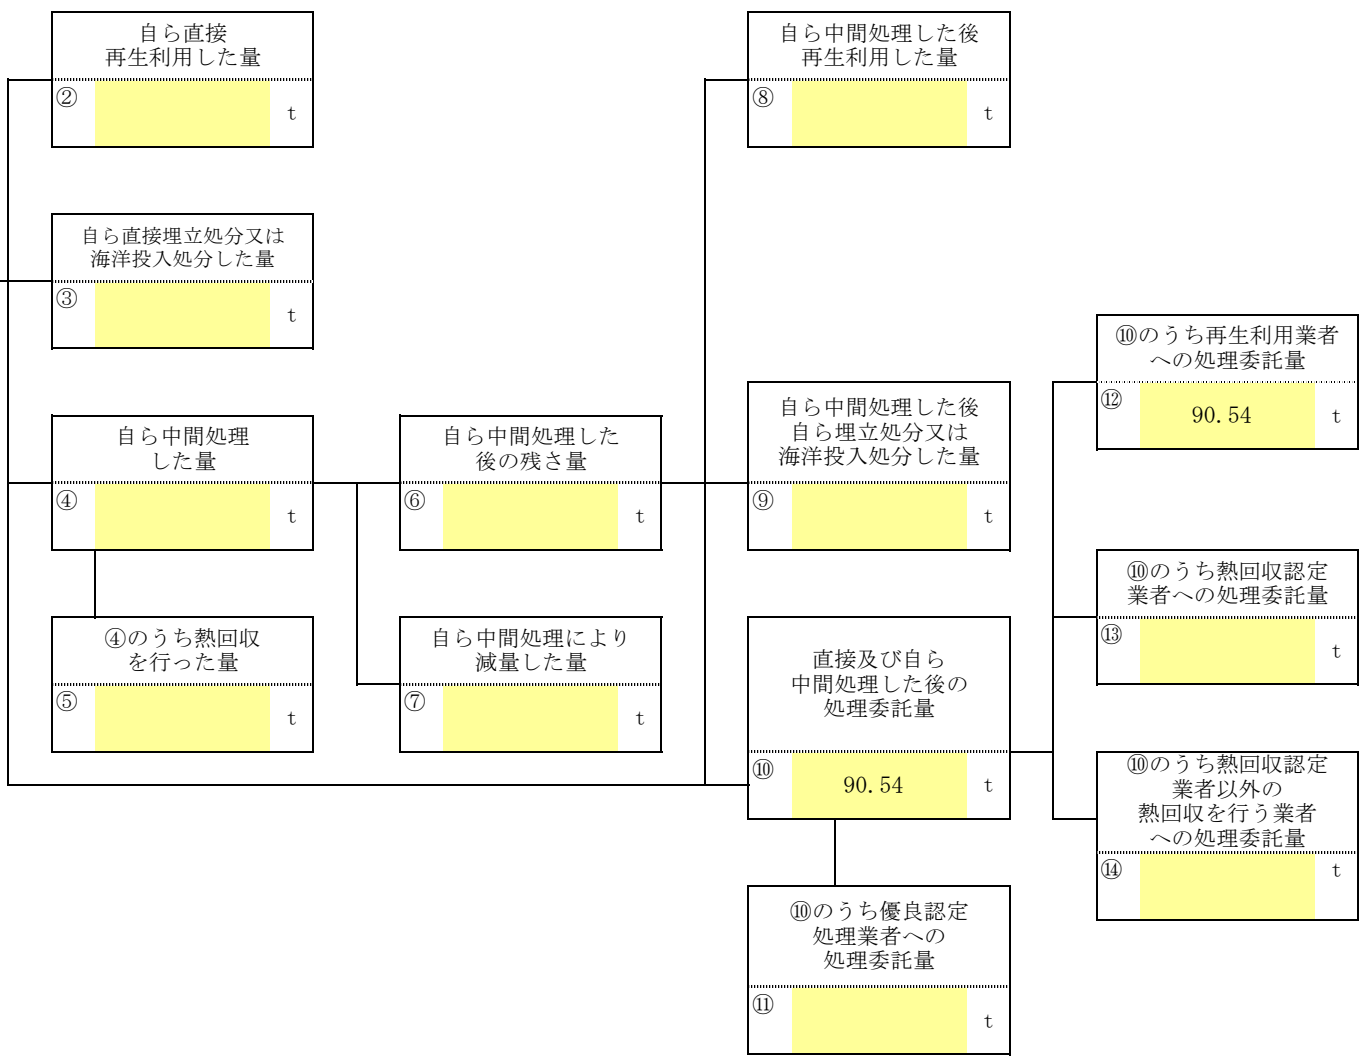 自ら直接
再生利用した量
②
t
自ら直接埋立処分又は
海洋投入処分した量
③
t
自ら中間処理
した量
④
t
④のうち熱回収
を行った量
⑤
t
自ら中間処理した
後の残さ量
⑥
t
自ら中間処理により
減量した量
⑦
t
自ら中間処理した後
再生利用した量
⑧
t
自ら中間処理した後
自ら埋立処分又は
海洋投入処分した量
⑨
t
直接及び自ら
中間処理した後の
処理委託量
⑩ 90.54 t
⑩のうち優良認定
処理業者への
処理委託量
⑪
t
⑩のうち再生利用業者
への処理委託量
⑫ 90.54 t
⑩のうち熱回収認定
業者への処理委託量
⑬
t
⑩のうち熱回収認定
業者以外の
熱回収を行う業者
への処理委託量
⑭
t